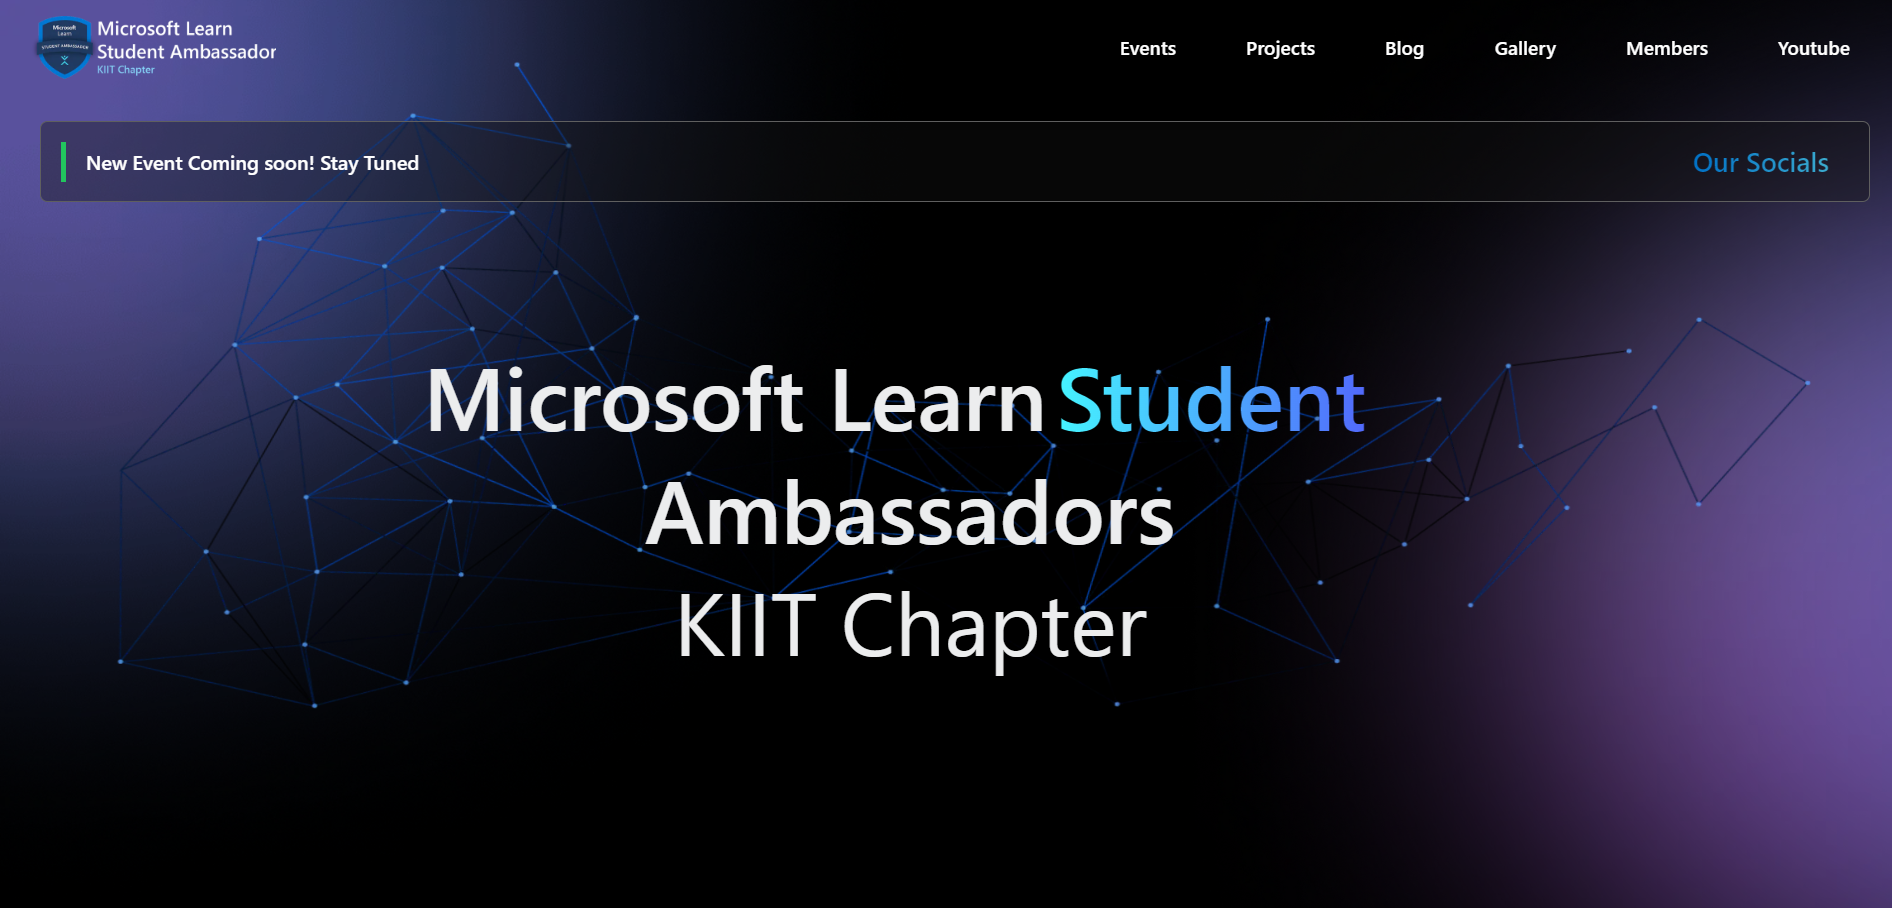 Microsoft
Learn
STUDENT AMBASSADOR
Microsoft Learn
Student Ambassador
KIIT Chapter
Events Projects Blog Gallery Members Youtube
New Event Coming soon! Stay Tuned
Our Socials
Microsoft Learn Student
Ambassadors
KIIT Chapter